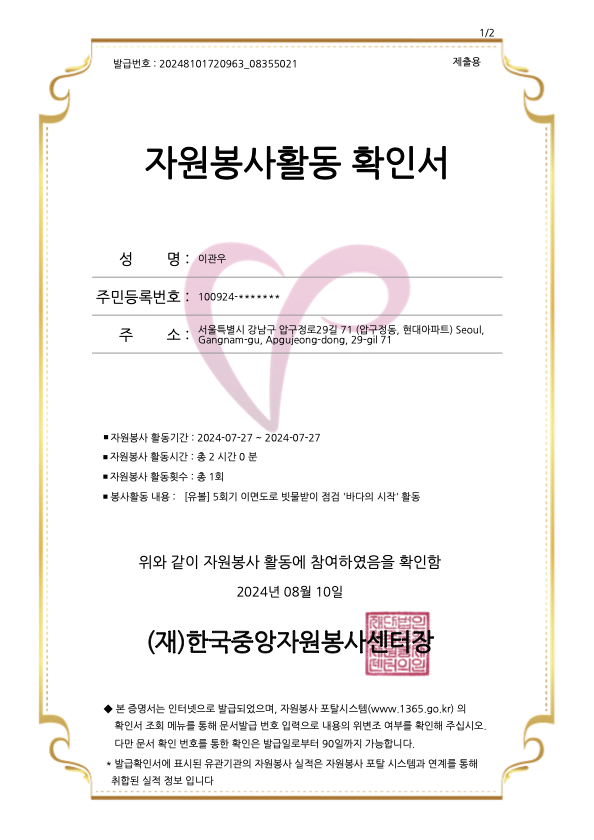 1/2
발급번호 : 20248101720963_08355021
제출용
자원봉사활동 확인서
성 명 : 이관우
주민등록번호 : 100924-*******
주 소 : 서울특별시 강남구 압구정로29길 71 (압구정동, 현대아파트) Seoul,
Gangnam-gu, Apgujeong-dong, 29-gil 71
■ 자원봉사 활동기간 : 2024-07-27 ~ 2024-07-27
■ 자원봉사 활동시간 : 총 2 시간 0 분
■ 자원봉사 활동횟수 : 총 1회
■ 봉사활동 내용 : [유볼] 5회기 이면도로 빗물받이 점검 '바다의 시작' 활동
위와 같이 자원봉사 활동에 참여하였음을 확인함
2024년 08월 10일
(재)한국중앙자원봉사센터장
◆ 본 증명서는 인터넷으로 발급되었으며, 자원봉사 포탈시스템(www.1365.go.kr) 의
확인서 조회 메뉴를 통해 문서발급 번호 입력으로 내용의 위변조 여부를 확인해 주십시오.
다만 문서 확인 번호를 통한 확인은 발급일로부터 90일까지 가능합니다.
* 발급확인서에 표시된 유관기관의 자원봉사 실적은 자원봉사 포탈 시스템과 연계를 통해
취합된 실적 정보 입니다